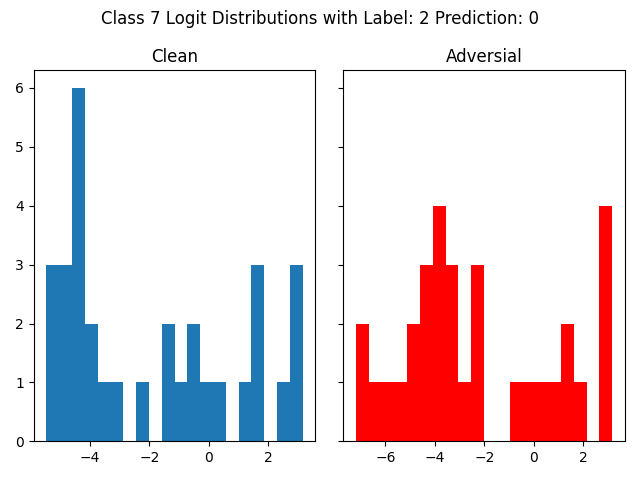 Class 7 Logit Distributions with Label: 2 Prediction: 0
Clean
Adversial
6
5
4
3
2
1
0
−4 −2 0 2
−6 −4 −2 0 2